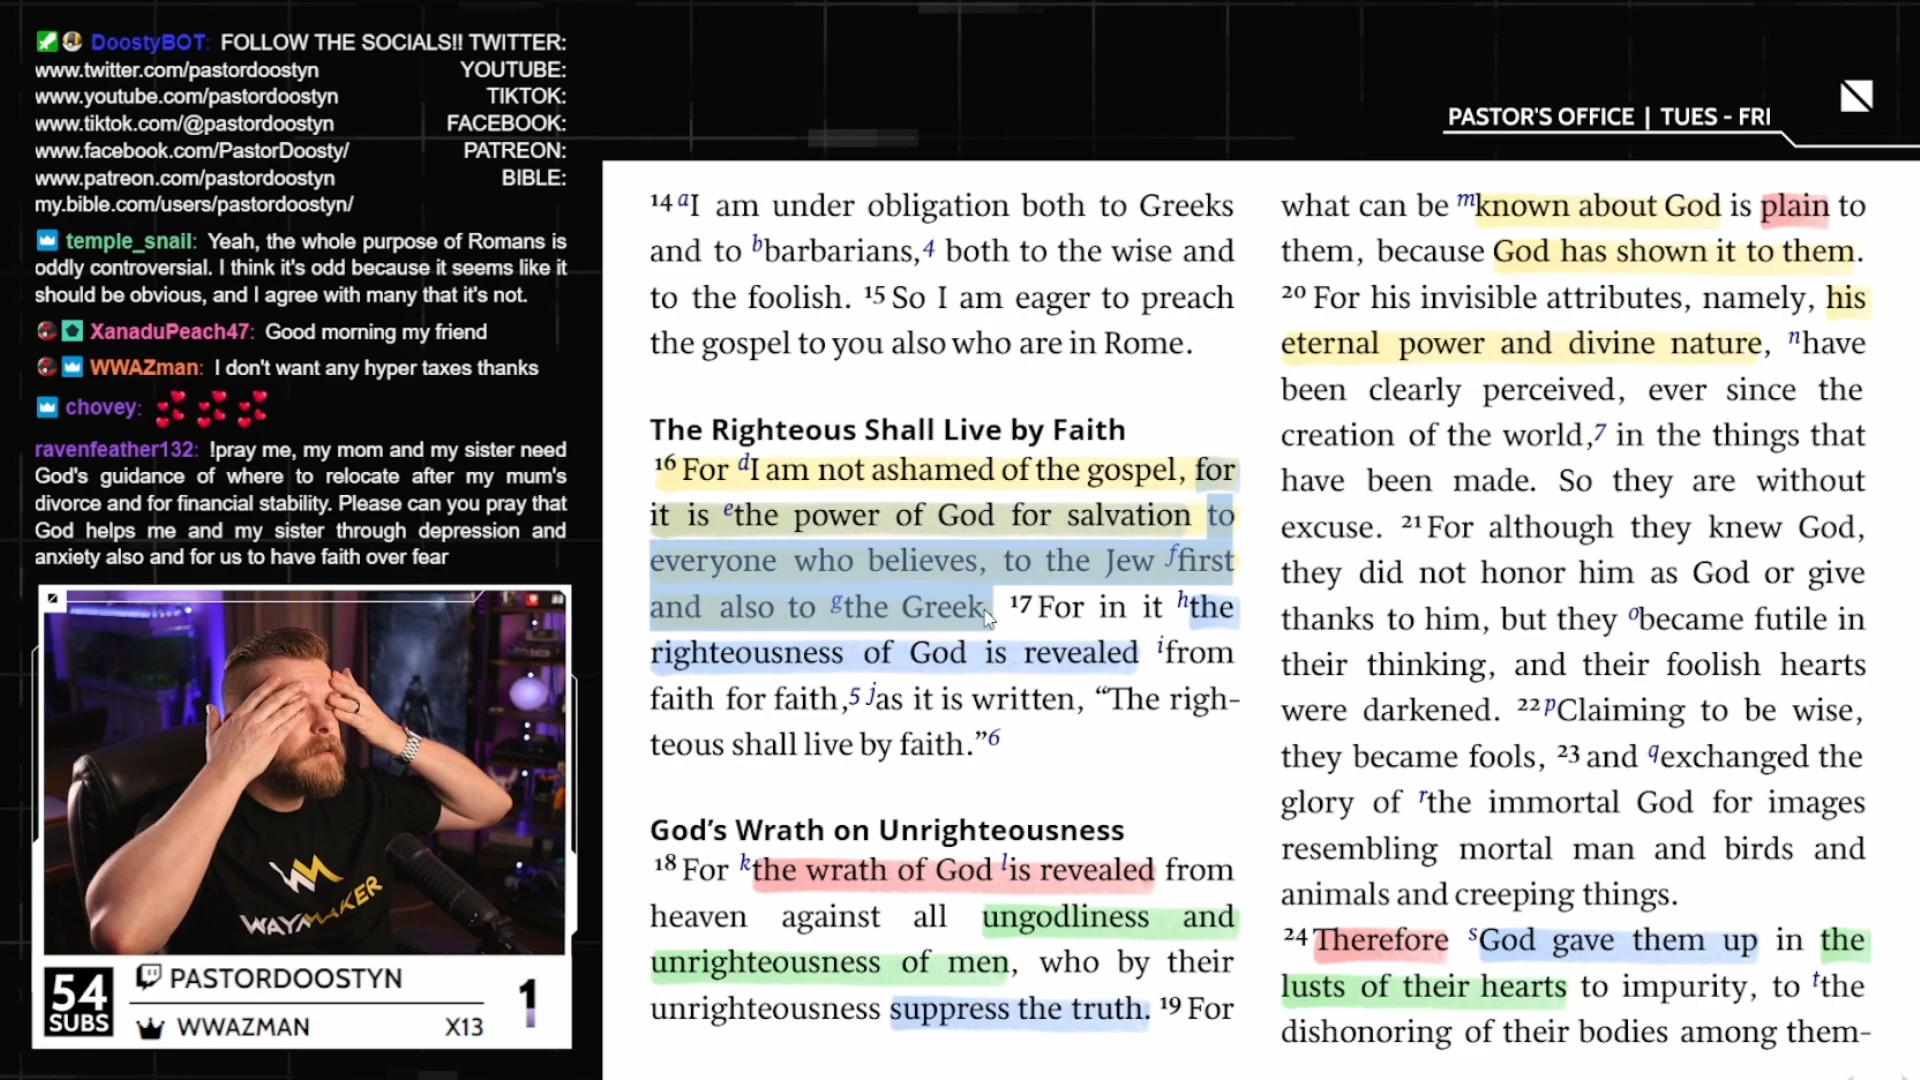 DoostyBOT: FOLLOW THE SOCIALS!! TWITTER:
www.twitter.com/pastordoostyn YOUTUBE:
www.youtube.com/pastordoostyn TIKTOK:
www.tiktok.com/@pastordoostyn FACEBOOK:
www.facebook.com/PastorDoosty/ PATREON:
www.patreon.com/pastordoostyn BIBLE:
my.bible.com/users/pastordoostyn/
temple_snail: Yeah, the whole purpose of Romans is
oddly controversial. I think it's odd because it seems like it
should be obvious, and I agree with many that it's not.
XanaduPeach47: Good morning my friend
WWAZman: I don't want any hyper taxes thanks
chovey:
ravenfeather132: !pray me, my mom and my sister need
God's guidance of where to relocate after my mum's
divorce and for financial stability. Please can you pray that
God helps me and my sister through depression and
anxiety also and for us to have faith over fear
WM
WAYMAKER
54
SUBS
PASTORDOOSTYN
WWAZMAN X13
1
PASTOR'S OFFICE | TUES - FRI
14 a I am under obligation both to Greeks
and to b barbarians,4 both to the wise and
to the foolish. 15 So I am eager to preach
the gospel to you also who are in Rome.
The Righteous Shall Live by Faith
16 For d I am not ashamed of the gospel, for
it is e the power of God for salvation to
everyone who believes, to the Jew f first
and also to g the Greek. 17 For in it h the
righteousness of God is revealed i from
faith for faith,5 j as it is written, “The righ-
teous shall live by faith.”6
God’s Wrath on Unrighteousness
18 For k the wrath of God l is revealed from
heaven against all ungodliness and
unrighteousness of men, who by their
unrighteousness suppress the truth. 19 For
what can be m known about God is plain to
them, because God has shown it to them.
20 For his invisible attributes, namely, his
eternal power and divine nature, n have
been clearly perceived, ever since the
creation of the world,7 in the things that
have been made. So they are without
excuse. 21 For although they knew God,
they did not honor him as God or give
thanks to him, but they o became futile in
their thinking, and their foolish hearts
were darkened. 22 p Claiming to be wise,
they became fools, 23 and q exchanged the
glory of r the immortal God for images
resembling mortal man and birds and
animals and creeping things.
24 Therefore s God gave them up in the
lusts of their hearts to impurity, to t the
dishonoring of their bodies among them-